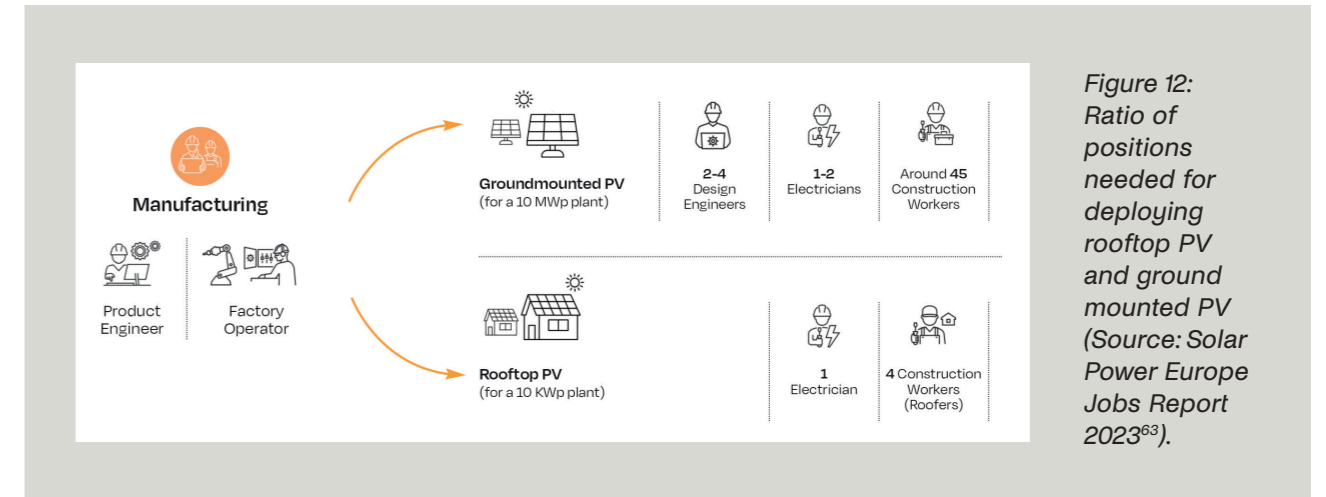 Manufacturing
Product
Engineer
Factory
Operator
Groundmounted PV
(for a 10 MWp plant)
2-4
Design
Engineers
1-2
Electricians
Around 45
Construction
Workers
Rooftop PV
(for a 10 KWp plant)
1
Electrician
4 Construction
Workers
(Roofers)
Figure 12:
Ratio of
positions
needed for
deploying
rooftop PV
and ground
mounted PV
(Source: Solar
Power Europe
Jobs Report
2023⁶³).